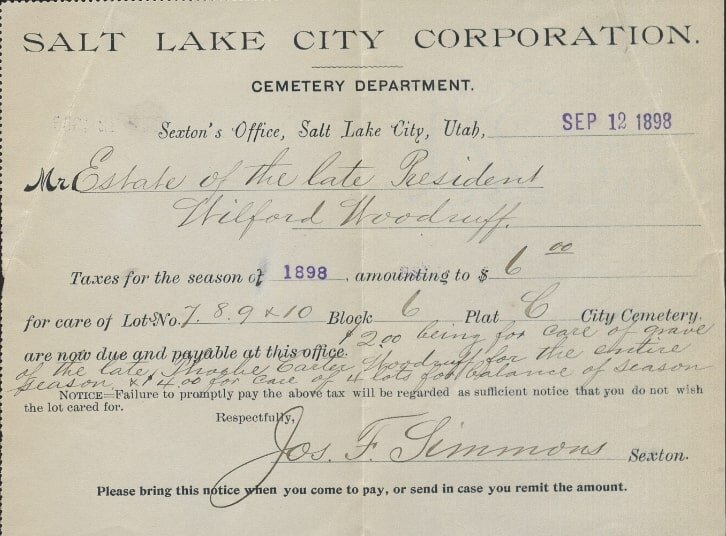 SALT LAKE CITY CORPORATION.
CEMETERY DEPARTMENT.
Sexton's Office, Salt Lake City, Utah, SEP 12 1898
Mr Estate of the late President
Wilford Woodruff.
Taxes for the season of 1898, amounting to $ 6 00
for care of Lot No. 7. 8. 9 & 10 Block 6 Plat C City Cemetery.
are now due and payable at this office. $2.00 being for care of grave
of the late Phoebe Carter Woodruff for the entire
season. & $4.00 for care of 4 lots for balance of season
NOTICE=Failure to promptly pay the above tax will be regarded as sufficient notice that you do not wish
the lot cared for.
Respectfully,
Jos. F. Simmons Sexton.
Please bring this notice when you come to pay, or send in case you remit the amount.